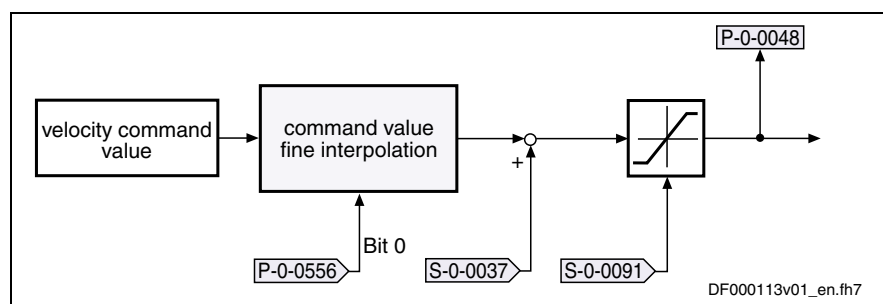 P-0-0048
velocity command
value
command value
fine interpolation
+
Bit 0
P-0-0556
S-0-0037
S-0-0091
DF000113v01_en.fh7